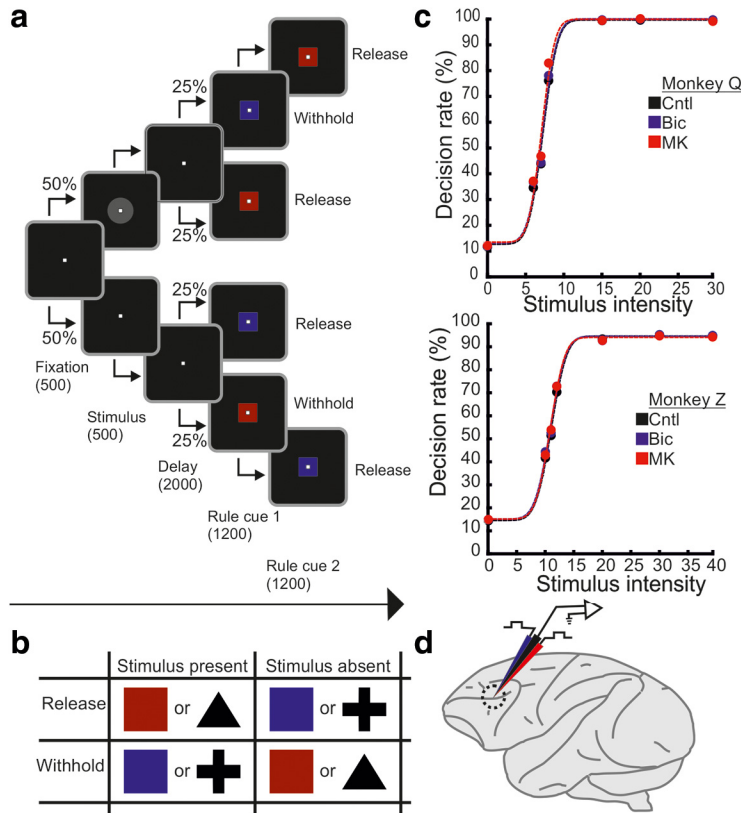 a
25%
Release
Withhold
50%
25%
Release
50%
25%
Release
Fixation
(500)
Withhold
Stimulus
(500)
25%
Delay
(2000)
Release
Rule cue 1
(1200)
Rule cue 2
(1200)
b
Stimulus present
Stimulus absent
Release
or
or
Withhold
or
or
c
Decision rate (%)
100
90
80
70
60
50
40
30
20
10
0
0 5 10 15 20 25 30
Stimulus intensity
Monkey Q
Cntl
Bic
MK
Decision rate (%)
100
90
80
70
60
50
40
30
20
10
0
0 5 10 15 20 25 30 35 40
Stimulus intensity
Monkey Z
Cntl
Bic
MK
d